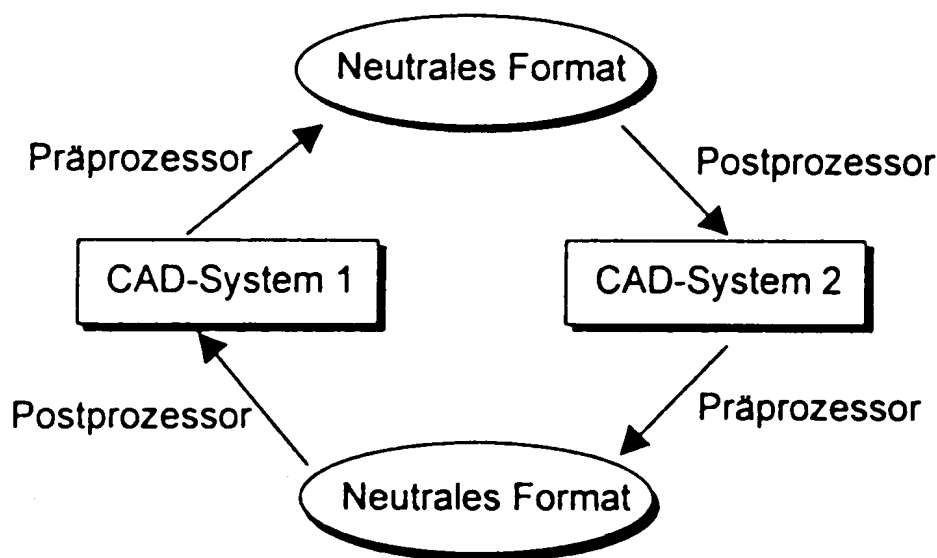 Neutrales Format
Präprozessor
Postprozessor
CAD-System 1
CAD-System 2
Postprozessor
Präprozessor
Neutrales Format